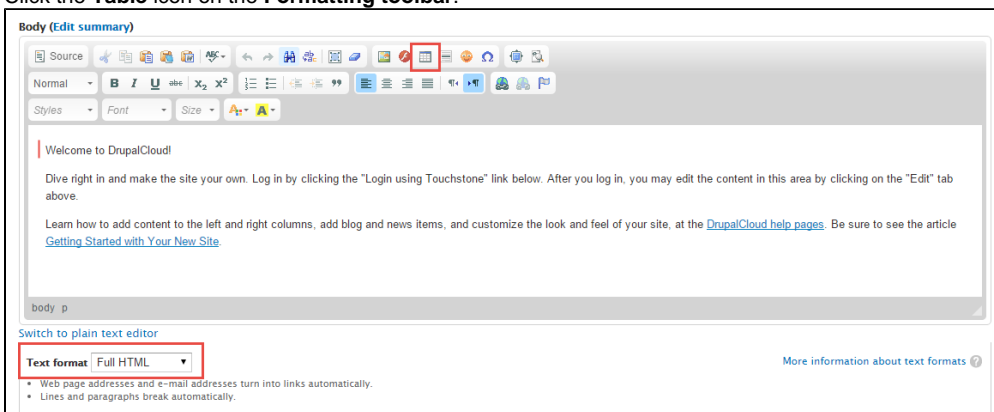 Click the Table icon on the Formatting toolbar.
Body (Edit summary)
Source
Normal B I U abc X₂ X²
Styles Font Size A A
Welcome to DrupalCloud!
Dive right in and make the site your own. Log in by clicking the "Login using Touchstone" link below. After you log in, you may edit the content in this area by clicking on the "Edit" tab
above.
Learn how to add content to the left and right columns, add blog and news items, and customize the look and feel of your site, at the DrupalCloud help pages. Be sure to see the article
Getting Started with Your New Site.
body p
Switch to plain text editor
Text format Full HTML More information about text formats
Web page addresses and e-mail addresses turn into links automatically.
Lines and paragraphs break automatically.